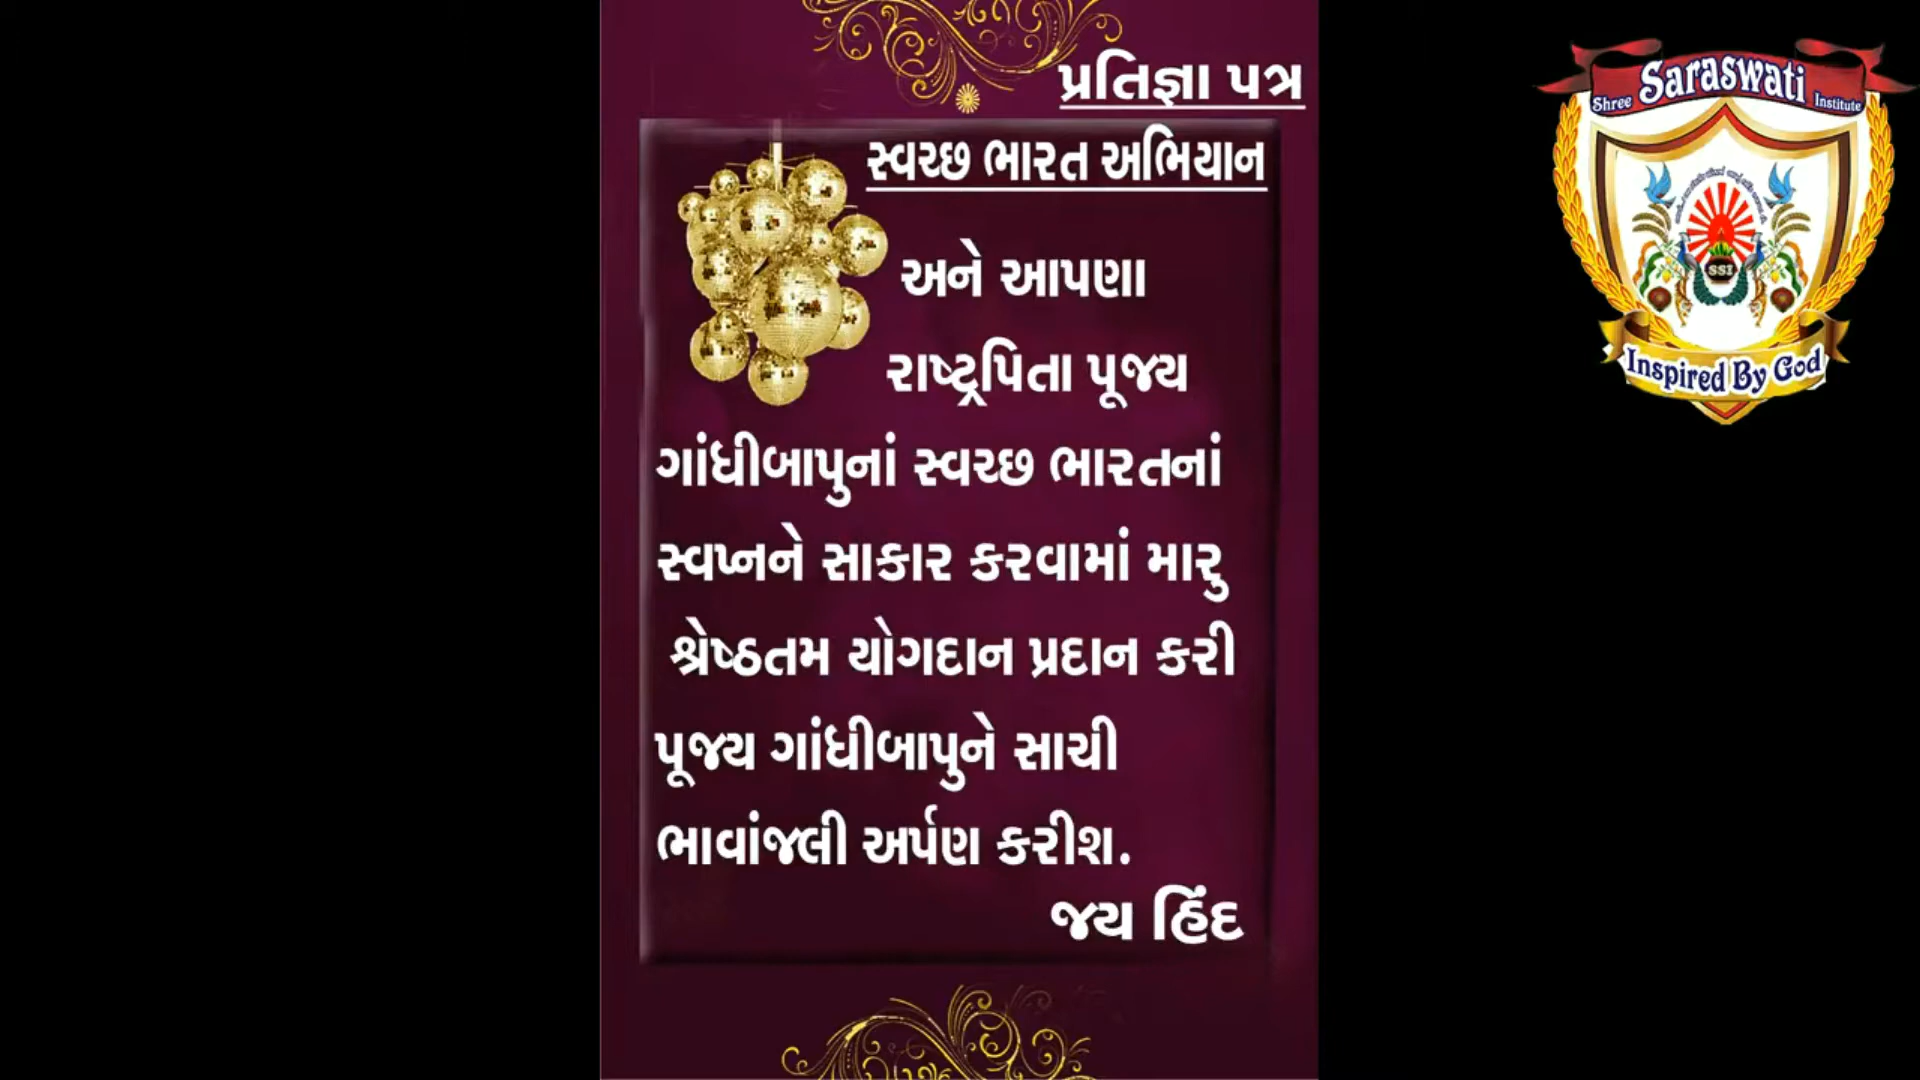 પ્રતિજ્ઞા પત્ર
સ્વચ્છ ભારત અભિયાન
અને આપણા
રાષ્ટ્રપિતા પૂજ્ય
ગાંધીબાપુનાં સ્વચ્છ ભારતનાં
સ્વપ્નને સાકાર કરવામાં મારુ
શ્રેષ્ઠતમ યોગદાન પ્રદાન કરી
પૂજ્ય ગાંધીબાપુને સાચી
ભાવાંજલી અર્પણ કરીશ.
જય હિંદ
Shree Saraswati Institute
SSI
Inspired By God